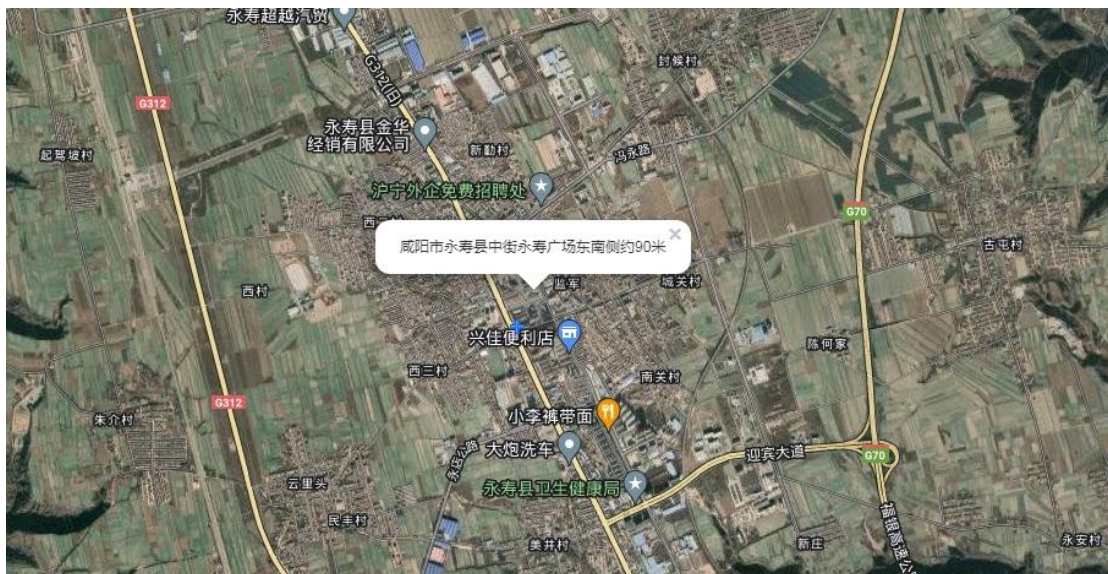 永寿超越汽贸
G312(旧)
封侯村
G312
永寿县金华
经销有限公司
起驾坡村
新勤村
冯永路
沪宁外企免费招聘处
G70
咸阳市永寿县中街永寿广场东南侧约90米
×
古屯村
监军
城关村
西村
兴佳便利店
陈何家
西三村
南关村
G312
朱介村
小李裤带面
大炮洗车
永店公路
迎宾大道
G70
云里头
永寿县卫生健康局
民丰村
福银高速公
美井村
新庄
永安村